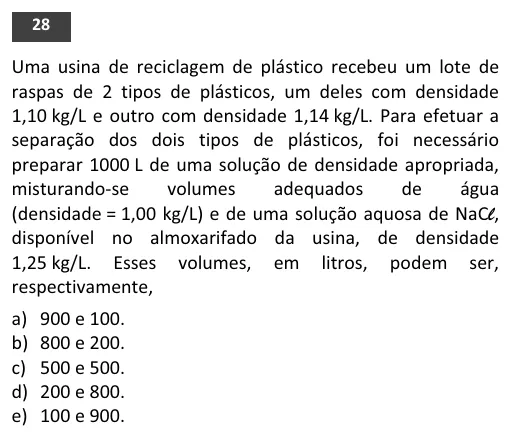 28
Uma usina de reciclagem de plástico recebeu um lote de
raspas de 2 tipos de plásticos, um deles com densidade
1,10 kg/L e outro com densidade 1,14 kg/L. Para efetuar a
separação dos dois tipos de plásticos, foi necessário
preparar 1000 L de uma solução de densidade apropriada,
misturando-se volumes adequados de água
(densidade = 1,00 kg/L) e de uma solução aquosa de NaCℓ,
disponível no almoxarifado da usina, de densidade
1,25 kg/L. Esses volumes, em litros, podem ser,
respectivamente,
a) 900 e 100.
b) 800 e 200.
c) 500 e 500.
d) 200 e 800.
e) 100 e 900.